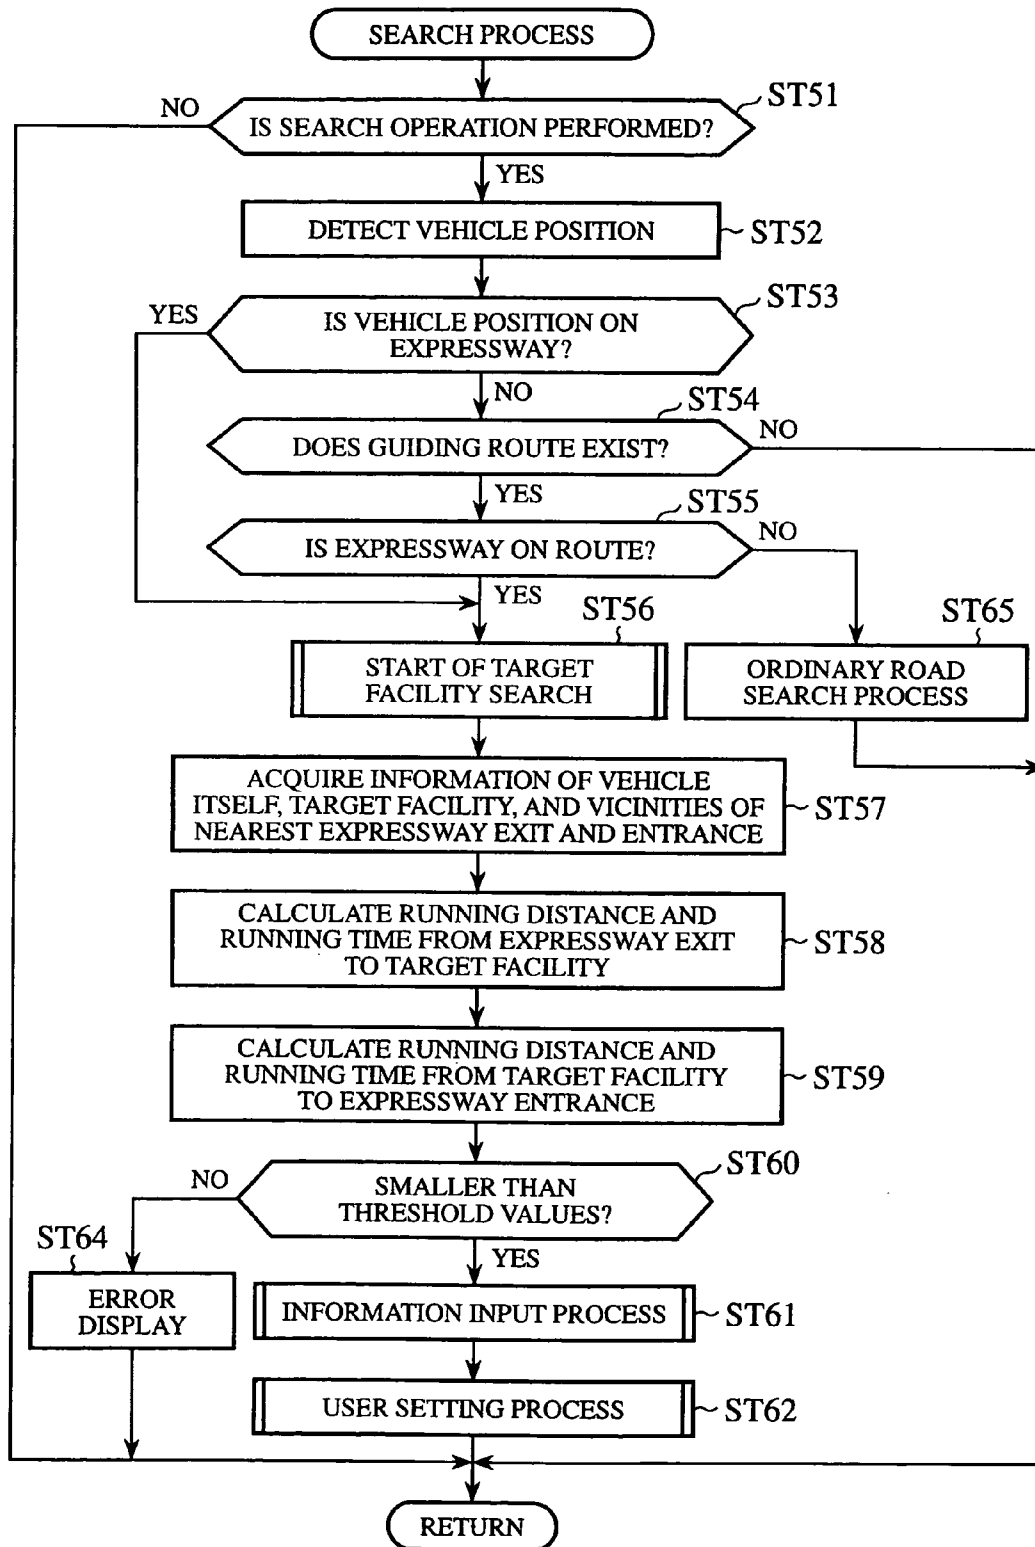 SEARCH PROCESS
ST51
NO
IS SEARCH OPERATION PERFORMED?
YES
DETECT VEHICLE POSITION
ST52
ST53
YES
IS VEHICLE POSITION ON
EXPRESSWAY?
NO
ST54
DOES GUIDING ROUTE EXIST?
NO
YES
ST55
IS EXPRESSWAY ON ROUTE?
NO
YES
ST56
START OF TARGET
FACILITY SEARCH
ST65
ORDINARY ROAD
SEARCH PROCESS
ACQUIRE INFORMATION OF VEHICLE
ITSELF, TARGET FACILITY, AND VICINITIES OF
NEAREST EXPRESSWAY EXIT AND ENTRANCE
ST57
CALCULATE RUNNING DISTANCE AND
RUNNING TIME FROM EXPRESSWAY EXIT
TO TARGET FACILITY
ST58
CALCULATE RUNNING DISTANCE AND
RUNNING TIME FROM TARGET FACILITY
TO EXPRESSWAY ENTRANCE
ST59
ST60
NO
SMALLER THAN
THRESHOLD VALUES?
YES
ST64
ERROR
DISPLAY
INFORMATION INPUT PROCESS
ST61
USER SETTING PROCESS
ST62
RETURN